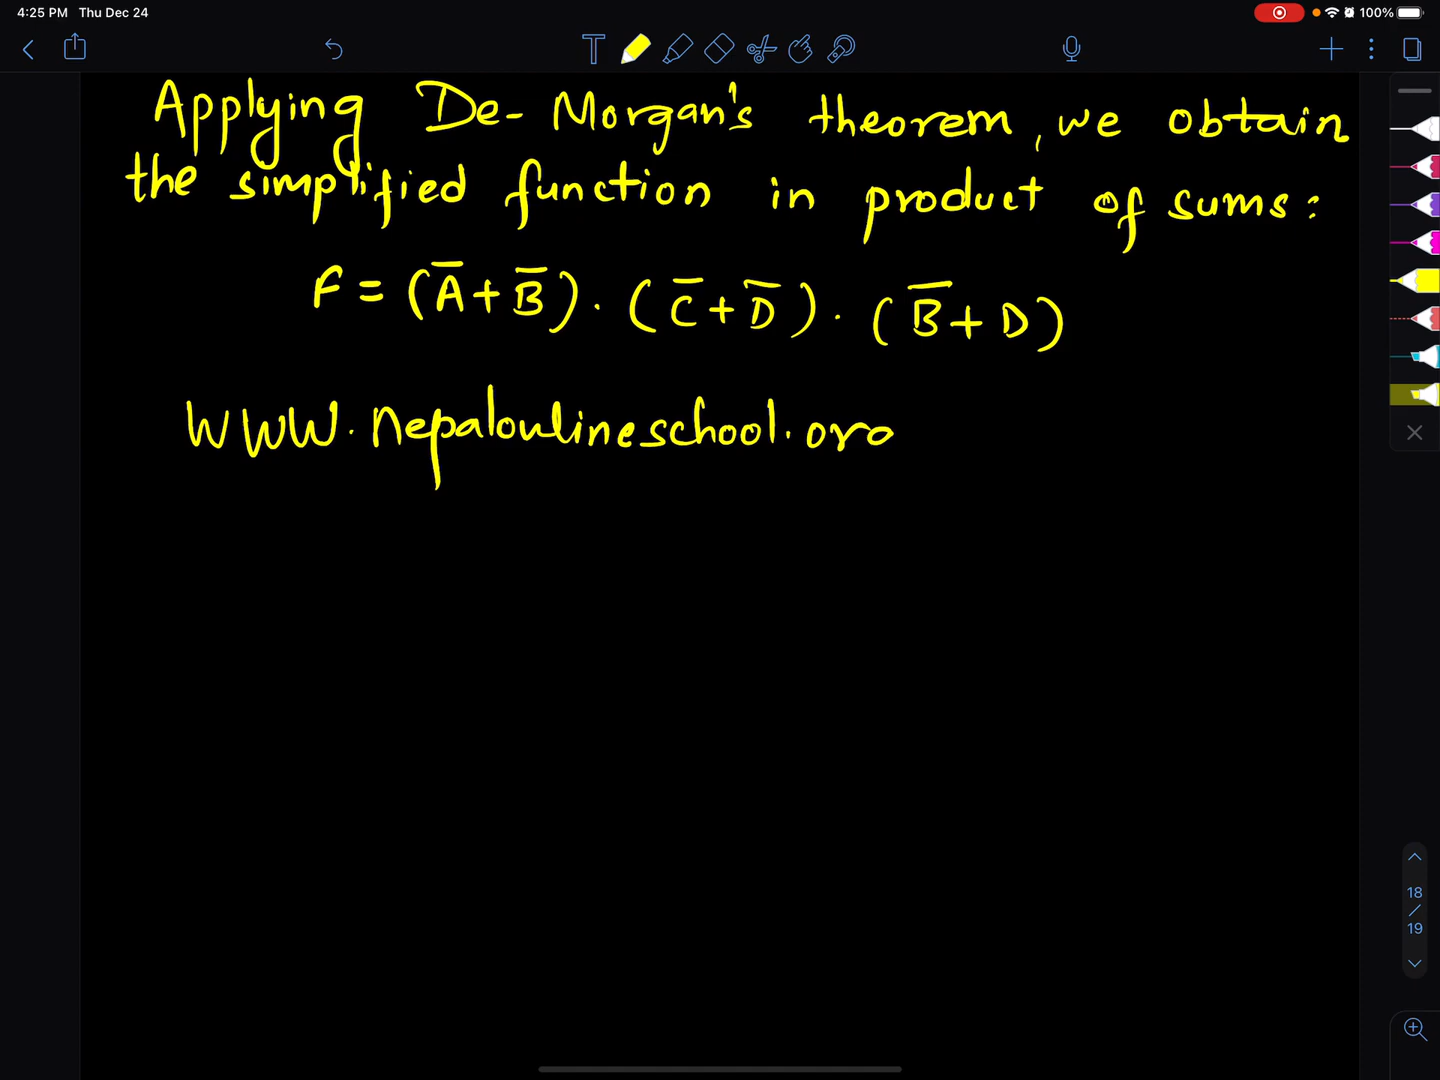 4:25 PM Thu Dec 24
100%
Applying De-Morgan's theorem, we obtain
the simplified function in product of sums:
F = (A̅ + B̅) . (C̅ + D̅) . (B̅ + D)
www.nepalonlineschool.oro
18
/
19